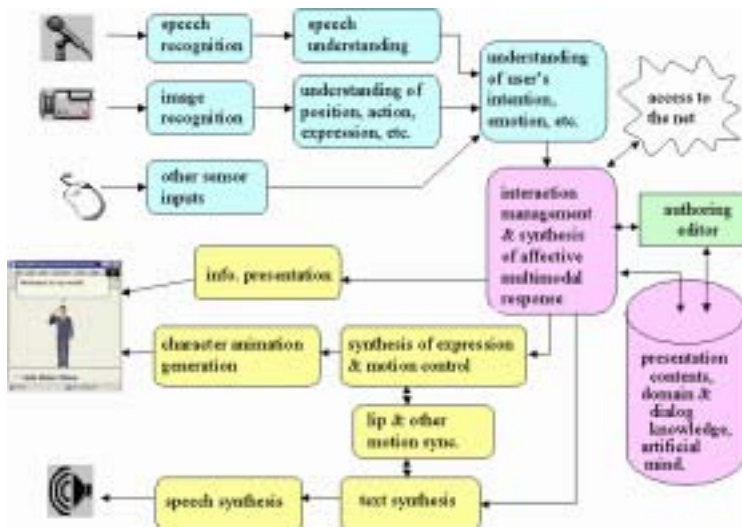 speech
recognition
speech
understanding
image
recognition
understanding of
position, action,
expression, etc.
understanding
of user's
intention,
emotion, etc.
access to
the net
other sensor
inputs
interaction
management
& synthesis
of affective
multimodal
response
authoring
editor
info. presentation
character animation
generation
synthesis of expression
& motion control
presentation
contents,
domain &
dialog
knowledge,
artificial
mind.
lip & other
motion sync.
speech synthesis
text synthesis